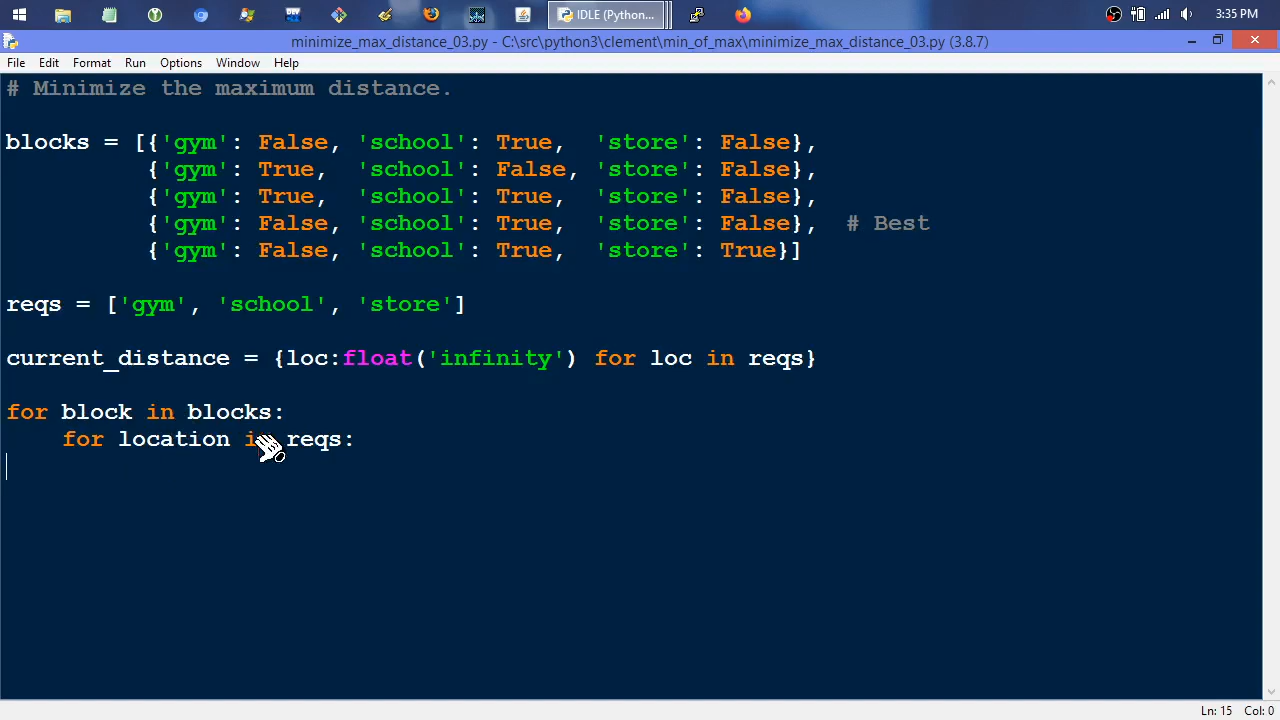 IDLE (Python...
3:35 PM
minimize_max_distance_03.py - C:\src\python3\clement\min_of_max\minimize_max_distance_03.py (3.8.7)
File Edit Format Run Options Window Help
# Minimize the maximum distance.
blocks = [{'gym': False, 'school': True,  'store': False},
          {'gym': True,  'school': False, 'store': False},
          {'gym': True,  'school': True,  'store': False},
          {'gym': False, 'school': True,  'store': False},  # Best
          {'gym': False, 'school': True,  'store': True}]
reqs = ['gym', 'school', 'store']
current_distance = {loc:float('infinity') for loc in reqs}
for block in blocks:
    for location in reqs:
Ln: 15 Col: 0